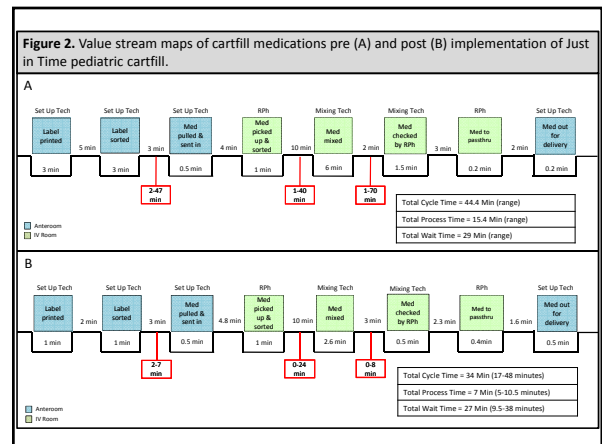 Figure 2. Value stream maps of cartfill medications pre (A) and post (B) implementation of Just
in Time pediatric cartfill.
A
Set Up Tech Set Up Tech Set Up Tech RPh Mixing Tech Mixing Tech RPh Set Up Tech
Label
printed
Label
sorted
Med
pulled &
sent in
Med
picked
up &
sorted
Med
mixed
Med
checked
by RPh
Med to
passthru
Med out
for
delivery
5 min 3 min 4 min 10 min 2 min 3 min 2 min
3 min 3 min 0.5 min 1 min 6 min 1.5 min 0.2 min 0.2 min
2-47
min
1-40
min
1-70
min
Total Cycle Time = 44.4 Min (range)
Total Process Time = 15.4 Min (range)
Total Wait Time = 29 Min (range)
Anteroom
IV Room
B
Set Up Tech Set Up Tech Set Up Tech RPh Mixing Tech Mixing Tech RPh Set Up Tech
Label
printed
Label
sorted
Med
pulled &
sent in
Med
picked
up &
sorted
Med
mixed
Med
checked
by RPh
Med to
passthru
Med out
for
delivery
2 min 3 min 4.8 min 10 min 3 min 2.3 min 1.6 min
1 min 1 min 0.5 min 1 min 2.6 min 0.5 min 0.4min 0.5 min
2-7
min
0-24
min
0-8
min
Total Cycle Time = 34 Min (17-48 minutes)
Total Process Time = 7 Min (5-10.5 minutes)
Total Wait Time = 27 Min (9.5-38 minutes)
Anteroom
IV Room